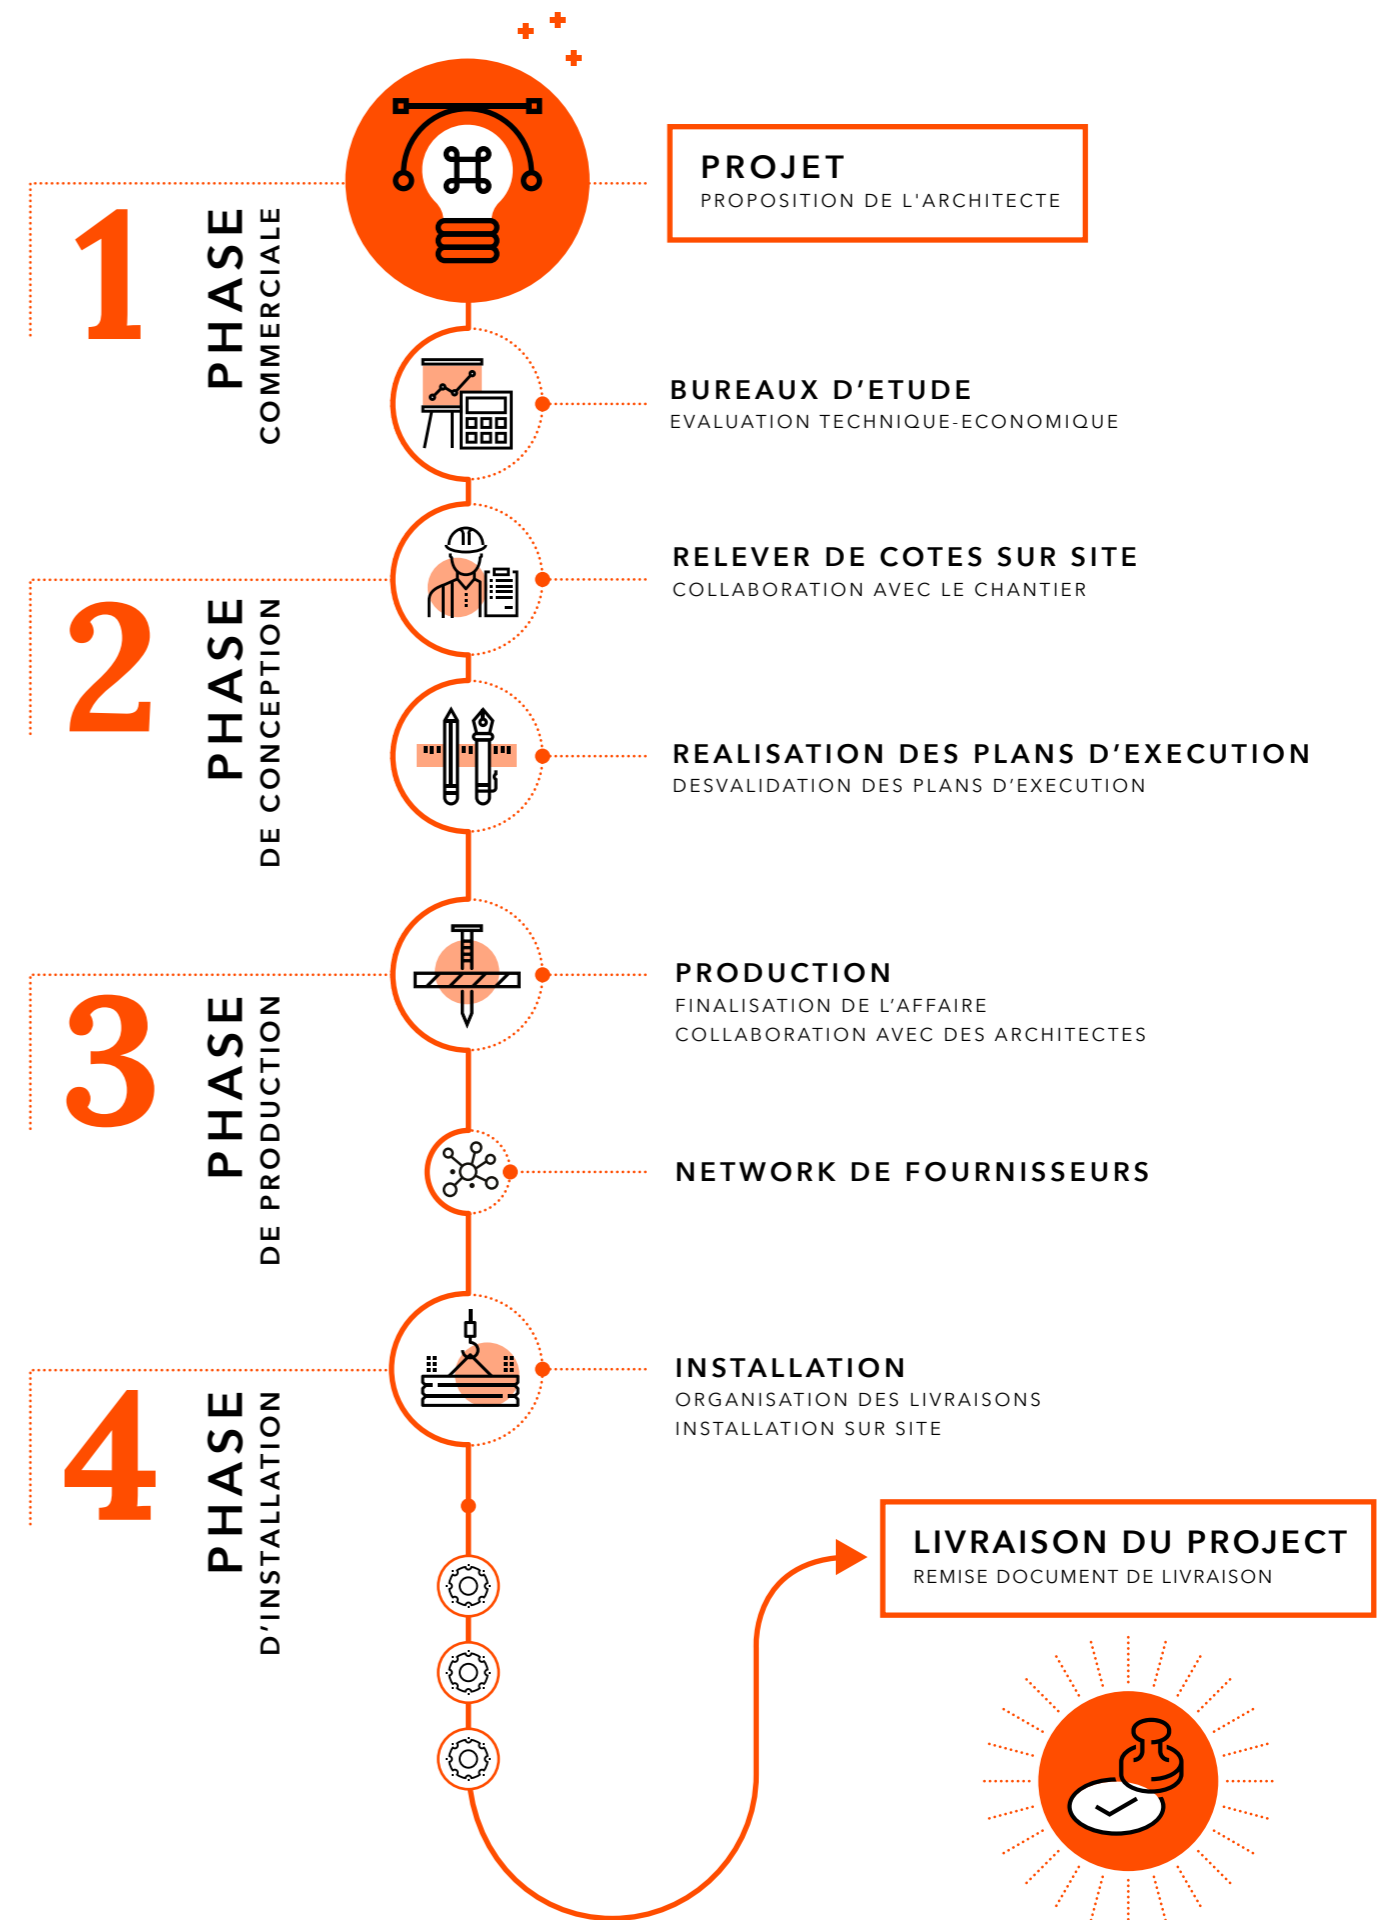 1
PHASE
COMMERCIALE
PROJET
PROPOSITION DE L'ARCHITECTE
BUREAUX D'ETUDE
EVALUATION TECHNIQUE-ECONOMIQUE
2
PHASE
DE CONCEPTION
RELEVER DE COTES SUR SITE
COLLABORATION AVEC LE CHANTIER
REALISATION DES PLANS D'EXECUTION
DESVALIDATION DES PLANS D'EXECUTION
3
PHASE
DE PRODUCTION
PRODUCTION
FINALISATION DE L'AFFAIRE
COLLABORATION AVEC DES ARCHITECTES
NETWORK DE FOURNISSEURS
4
PHASE
D'INSTALLATION
INSTALLATION
ORGANISATION DES LIVRAISONS
INSTALLATION SUR SITE
LIVRAISON DU PROJECT
REMISE DOCUMENT DE LIVRAISON